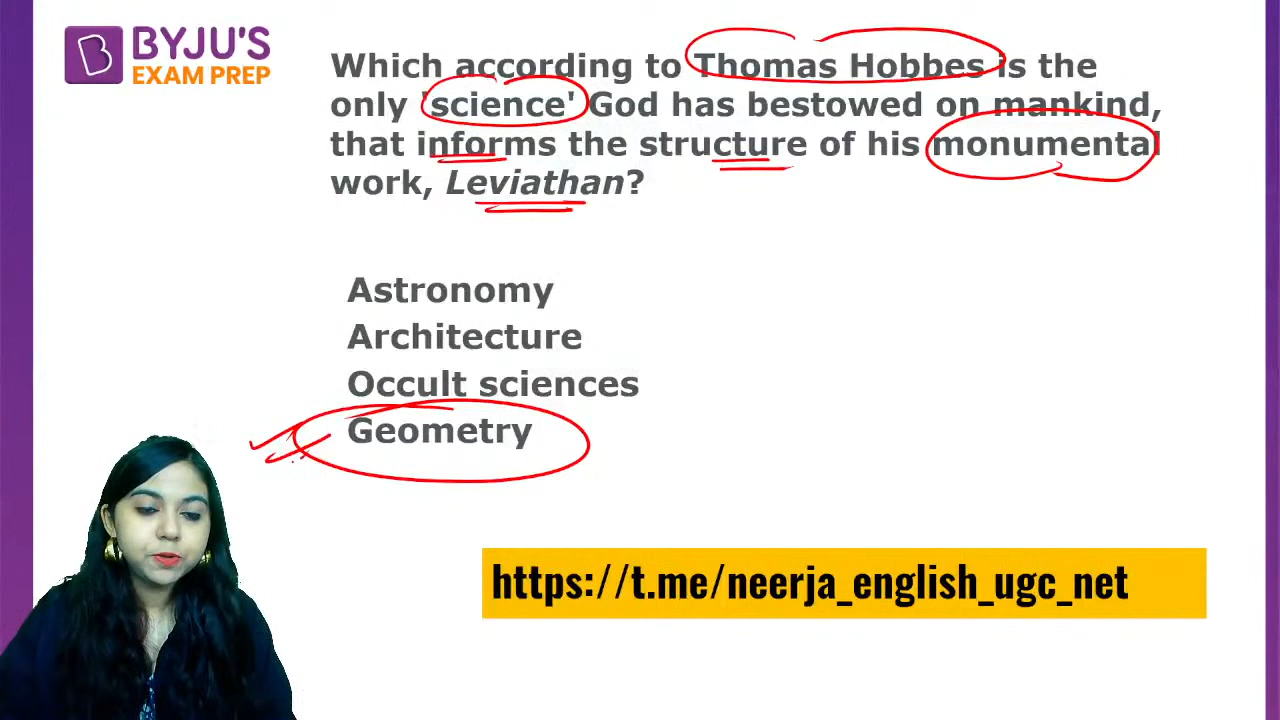 BYJU'S
EXAM PREP
Which according to Thomas Hobbes is the
only 'science' God has bestowed on mankind,
that informs the structure of his monumental
work, Leviathan?
Astronomy
Architecture
Occult sciences
Geometry
https://t.me/neerja_english_ugc_net